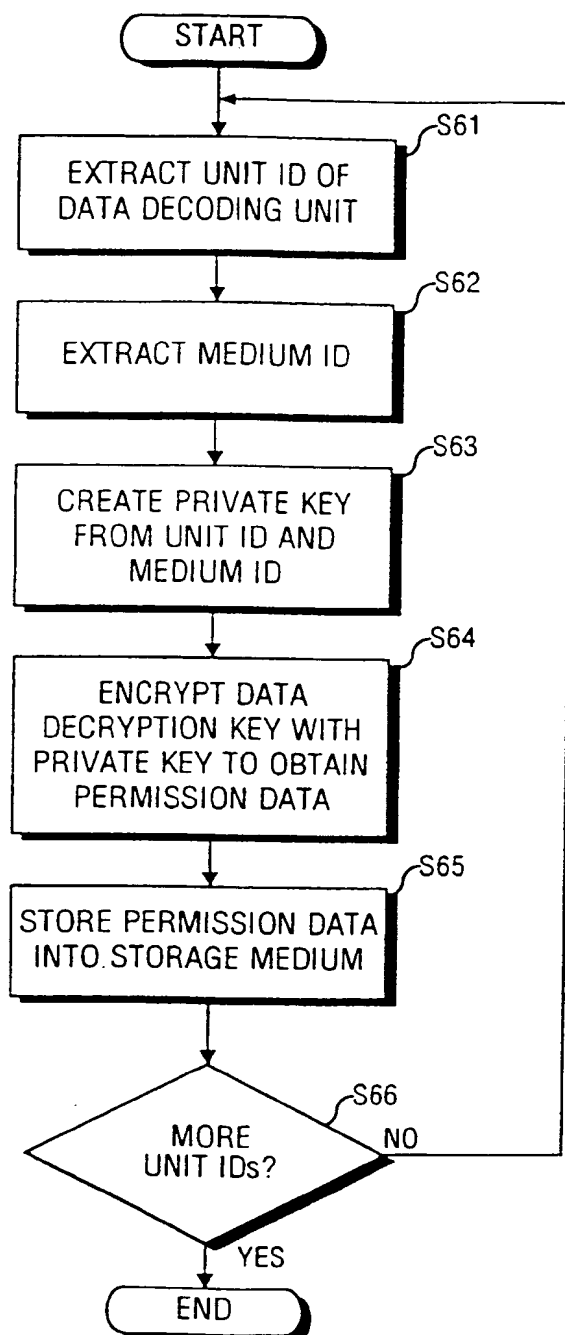 START
S61
EXTRACT UNIT ID OF
DATA DECODING UNIT
S62
EXTRACT MEDIUM ID
S63
CREATE PRIVATE KEY
FROM UNIT ID AND
MEDIUM ID
S64
ENCRYPT DATA
DECRYPTION KEY WITH
PRIVATE KEY TO OBTAIN
PERMISSION DATA
S65
STORE PERMISSION DATA
INTO STORAGE MEDIUM
S66
MORE
UNIT IDs?
NO
YES
END